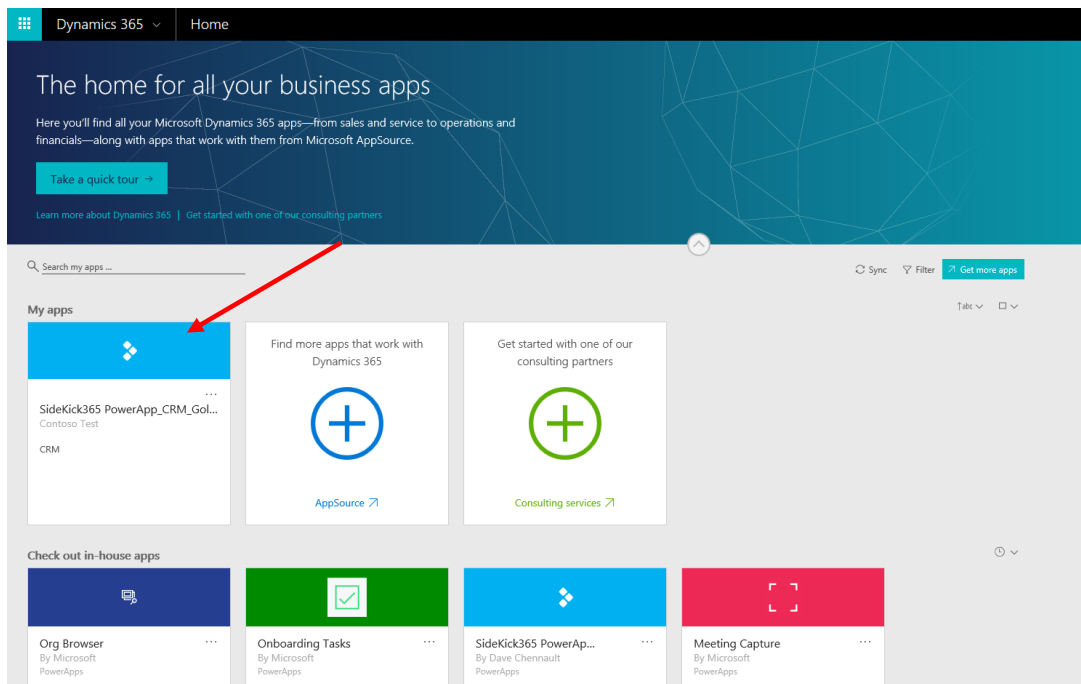 Dynamics 365
Home
The home for all your business apps
Here you'll find all your Microsoft Dynamics 365 apps—from sales and service to operations and
financials—along with apps that work with them from Microsoft AppSource.
Take a quick tour →
Learn more about Dynamics 365 | Get started with one of our consulting partners
Search my apps ...
Sync
Filter
Get more apps
My apps
↑abc
Find more apps that work with
Dynamics 365
Get started with one of our
consulting partners
...
SideKick365 PowerApp_CRM_Gol...
Contoso Test
CRM
AppSource
Consulting services
Check out in-house apps
Org Browser ...
By Microsoft
PowerApps
Onboarding Tasks ...
By Microsoft
PowerApps
SideKick365 PowerAp... ...
By Dave Chennault
PowerApps
Meeting Capture ...
By Microsoft
PowerApps